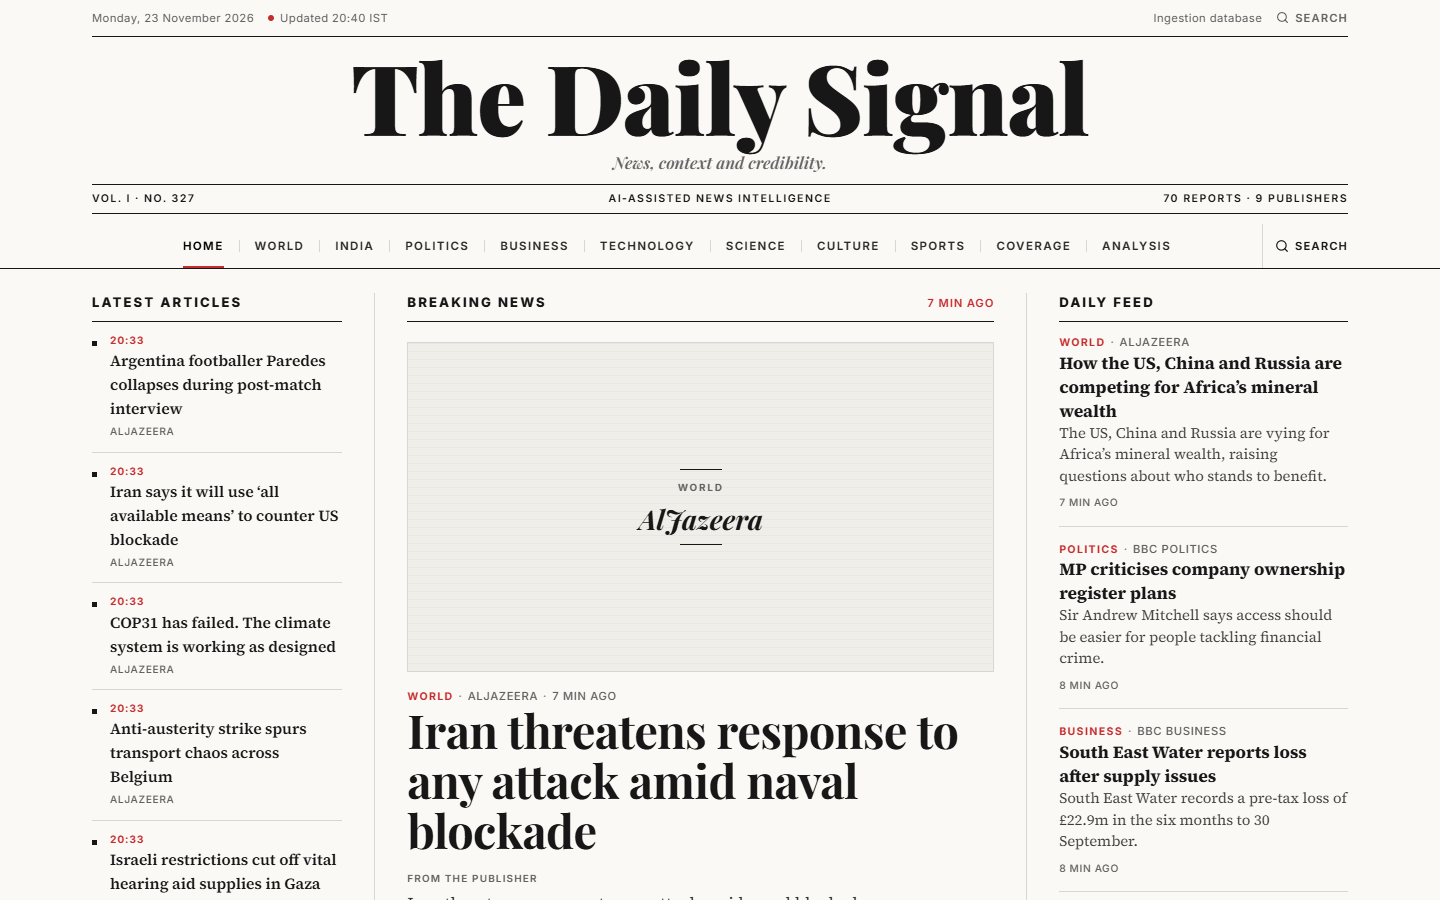 Monday, 23 November 2026 Updated 20:40 IST
Ingestion database SEARCH
The Daily Signal
News, context and credibility.
VOL. I · NO. 327
AI-ASSISTED NEWS INTELLIGENCE
70 REPORTS · 9 PUBLISHERS
HOME WORLD INDIA POLITICS BUSINESS TECHNOLOGY SCIENCE CULTURE SPORTS COVERAGE ANALYSIS SEARCH
LATEST ARTICLES
20:33
Argentina footballer Paredes
collapses during post-match
interview
ALJAZEERA
20:33
Iran says it will use ‘all
available means’ to counter US
blockade
ALJAZEERA
20:33
COP31 has failed. The climate
system is working as designed
ALJAZEERA
20:33
Anti-austerity strike spurs
transport chaos across
Belgium
ALJAZEERA
20:33
Israeli restrictions cut off vital
hearing aid supplies in Gaza
BREAKING NEWS
7 MIN AGO
WORLD
AlJazeera
WORLD · ALJAZEERA · 7 MIN AGO
Iran threatens response to
any attack amid naval
blockade
FROM THE PUBLISHER
DAILY FEED
WORLD · ALJAZEERA
How the US, China and Russia are
competing for Africa’s mineral
wealth
The US, China and Russia are vying for
Africa’s mineral wealth, raising
questions about who stands to benefit.
7 MIN AGO
POLITICS · BBC POLITICS
MP criticises company ownership
register plans
Sir Andrew Mitchell says access should
be easier for people tackling financial
crime.
8 MIN AGO
BUSINESS · BBC BUSINESS
South East Water reports loss
after supply issues
South East Water records a pre-tax loss of
£22.9m in the six months to 30
September.
8 MIN AGO